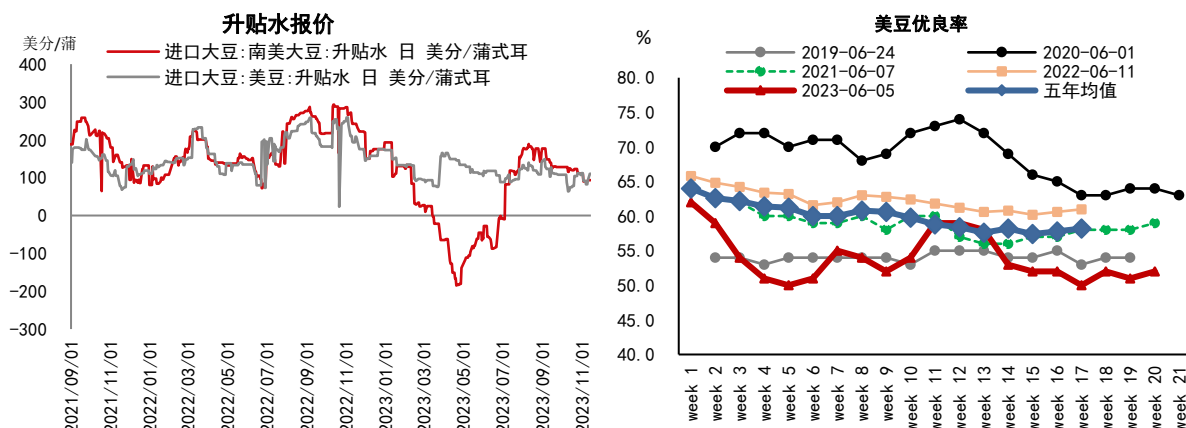 升贴水报价
美分/蒲
进口大豆:南美大豆:升贴水 日 美分/蒲式耳
进口大豆:美豆:升贴水 日 美分/蒲式耳
400
300
200
100
0
-100
-200
-300
2021/09/01
2021/11/01
2022/01/01
2022/03/01
2022/05/01
2022/07/01
2022/09/01
2022/11/01
2023/01/01
2023/03/01
2023/05/01
2023/07/01
2023/09/01
2023/11/01
美豆优良率
%
2019-06-24
2020-06-01
2021-06-07
2022-06-11
2023-06-05
五年均值
80.0
75.0
70.0
65.0
60.0
55.0
50.0
45.0
40.0
week 1
week 2
week 3
week 4
week 5
week 6
week 7
week 8
week 9
week 10
week 11
week 12
week 13
week 14
week 15
week 16
week 17
week 18
week 19
week 20
week 21